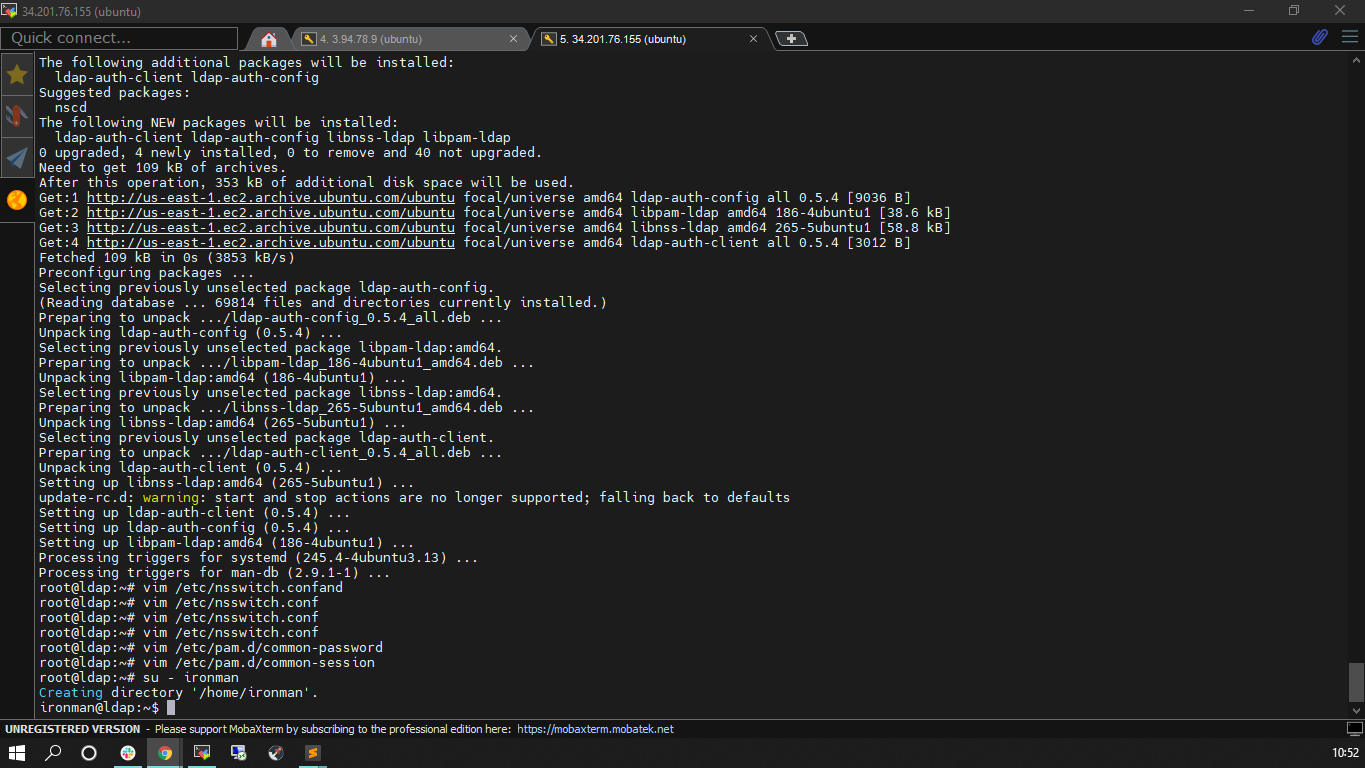 34.201.76.155 (ubuntu)
Quick connect...
4. 3.94.78.9 (ubuntu)
5. 34.201.76.155 (ubuntu)
The following additional packages will be installed:
  ldap-auth-client ldap-auth-config
Suggested packages:
  nscd
The following NEW packages will be installed:
  ldap-auth-client ldap-auth-config libnss-ldap libpam-ldap
0 upgraded, 4 newly installed, 0 to remove and 40 not upgraded.
Need to get 109 kB of archives.
After this operation, 353 kB of additional disk space will be used.
Get:1 http://us-east-1.ec2.archive.ubuntu.com/ubuntu focal/universe amd64 ldap-auth-config all 0.5.4 [9036 B]
Get:2 http://us-east-1.ec2.archive.ubuntu.com/ubuntu focal/universe amd64 libpam-ldap amd64 186-4ubuntu1 [38.6 kB]
Get:3 http://us-east-1.ec2.archive.ubuntu.com/ubuntu focal/universe amd64 libnss-ldap amd64 265-5ubuntu1 [58.8 kB]
Get:4 http://us-east-1.ec2.archive.ubuntu.com/ubuntu focal/universe amd64 ldap-auth-client all 0.5.4 [3012 B]
Fetched 109 kB in 0s (3853 kB/s)
Preconfiguring packages ...
Selecting previously unselected package ldap-auth-config.
(Reading database ... 69814 files and directories currently installed.)
Preparing to unpack .../ldap-auth-config_0.5.4_all.deb ...
Unpacking ldap-auth-config (0.5.4) ...
Selecting previously unselected package libpam-ldap:amd64.
Preparing to unpack .../libpam-ldap_186-4ubuntu1_amd64.deb ...
Unpacking libpam-ldap:amd64 (186-4ubuntu1) ...
Selecting previously unselected package libnss-ldap:amd64.
Preparing to unpack .../libnss-ldap_265-5ubuntu1_amd64.deb ...
Unpacking libnss-ldap:amd64 (265-5ubuntu1) ...
Selecting previously unselected package ldap-auth-client.
Preparing to unpack .../ldap-auth-client_0.5.4_all.deb ...
Unpacking ldap-auth-client (0.5.4) ...
Setting up libnss-ldap:amd64 (265-5ubuntu1) ...
update-rc.d: warning: start and stop actions are no longer supported; falling back to defaults
Setting up ldap-auth-client (0.5.4) ...
Setting up ldap-auth-config (0.5.4) ...
Setting up libpam-ldap:amd64 (186-4ubuntu1) ...
Processing triggers for systemd (245.4-4ubuntu3.13) ...
Processing triggers for man-db (2.9.1-1) ...
root@ldap:~# vim /etc/nsswitch.confand
root@ldap:~# vim /etc/nsswitch.conf
root@ldap:~# vim /etc/nsswitch.conf
root@ldap:~# vim /etc/nsswitch.conf
root@ldap:~# vim /etc/pam.d/common-password
root@ldap:~# vim /etc/pam.d/common-session
root@ldap:~# su - ironman
Creating directory '/home/ironman'.
ironman@ldap:~$
UNREGISTERED VERSION - Please support MobaXterm by subscribing to the professional edition here: https://mobaxterm.mobatek.net
10:52